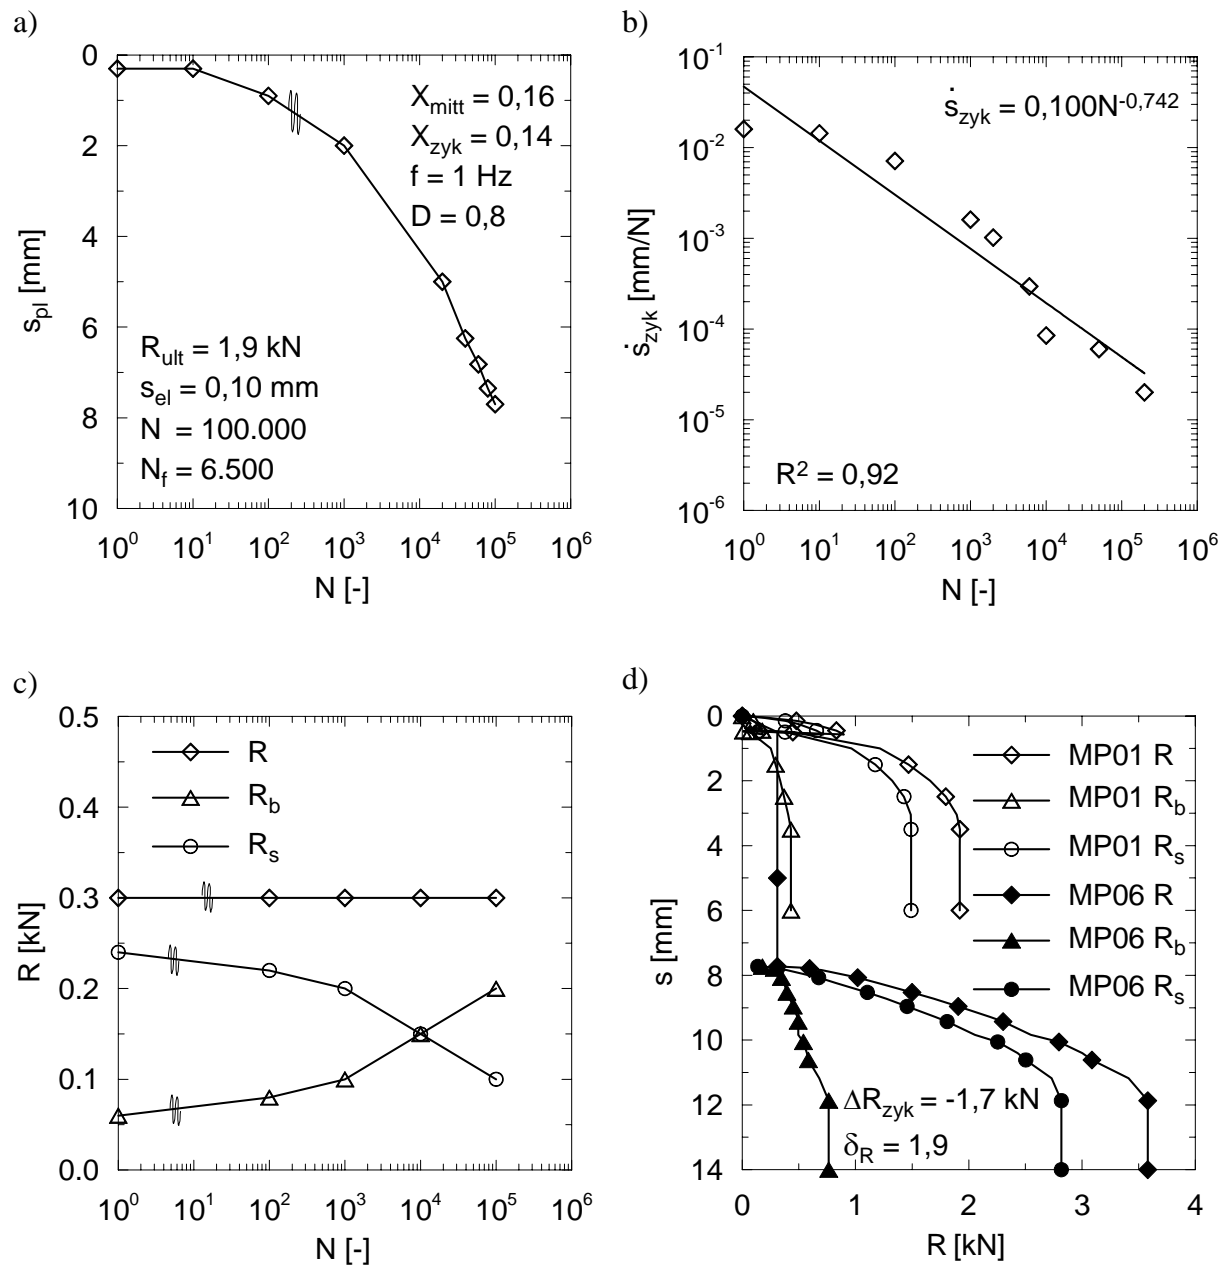 a)
0
2
4
6
8
10
s_pl [mm]
X_mitt = 0,16
X_zyk = 0,14
f = 1 Hz
D = 0,8
R_ult = 1,9 kN
s_el = 0,10 mm
N = 100.000
N_f = 6.500
10^0 10^1 10^2 10^3 10^4 10^5 10^6
N [-]
b)
10^-1
10^-2
10^-3
10^-4
10^-5
10^-6
ṡ_zyk [mm/N]
ṡ_zyk = 0,100N^-0,742
R^2 = 0,92
10^0 10^1 10^2 10^3 10^4 10^5 10^6
N [-]
c)
0.5
0.4
0.3
0.2
0.1
0.0
R [kN]
R
R_b
R_s
10^0 10^1 10^2 10^3 10^4 10^5 10^6
N [-]
d)
0
2
4
6
8
10
12
14
s [mm]
MP01 R
MP01 R_b
MP01 R_s
MP06 R
MP06 R_b
MP06 R_s
ΔR_zyk = -1,7 kN
δ_R = 1,9
0 1 2 3 4
R [kN]